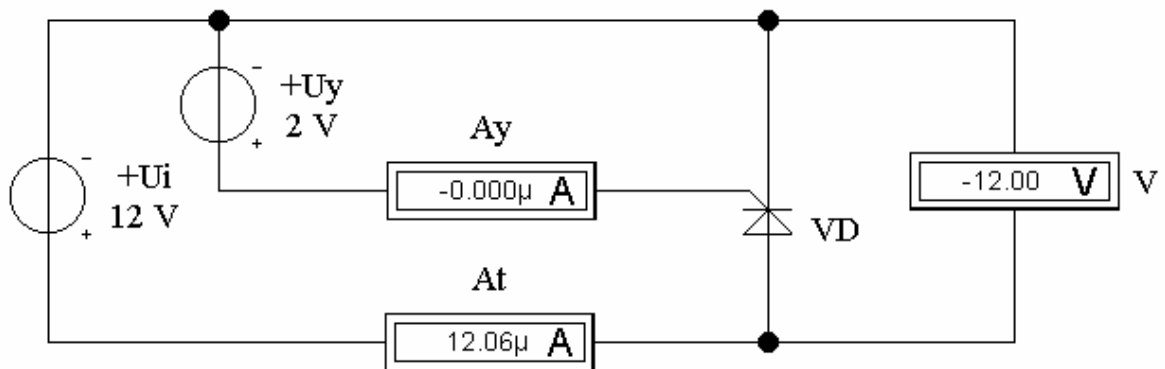 -
+Uy
2 V
+
Ay
-0.000µ A
-
+Ui
12 V
+
-12.00 V
V
VD
At
12.06µ A